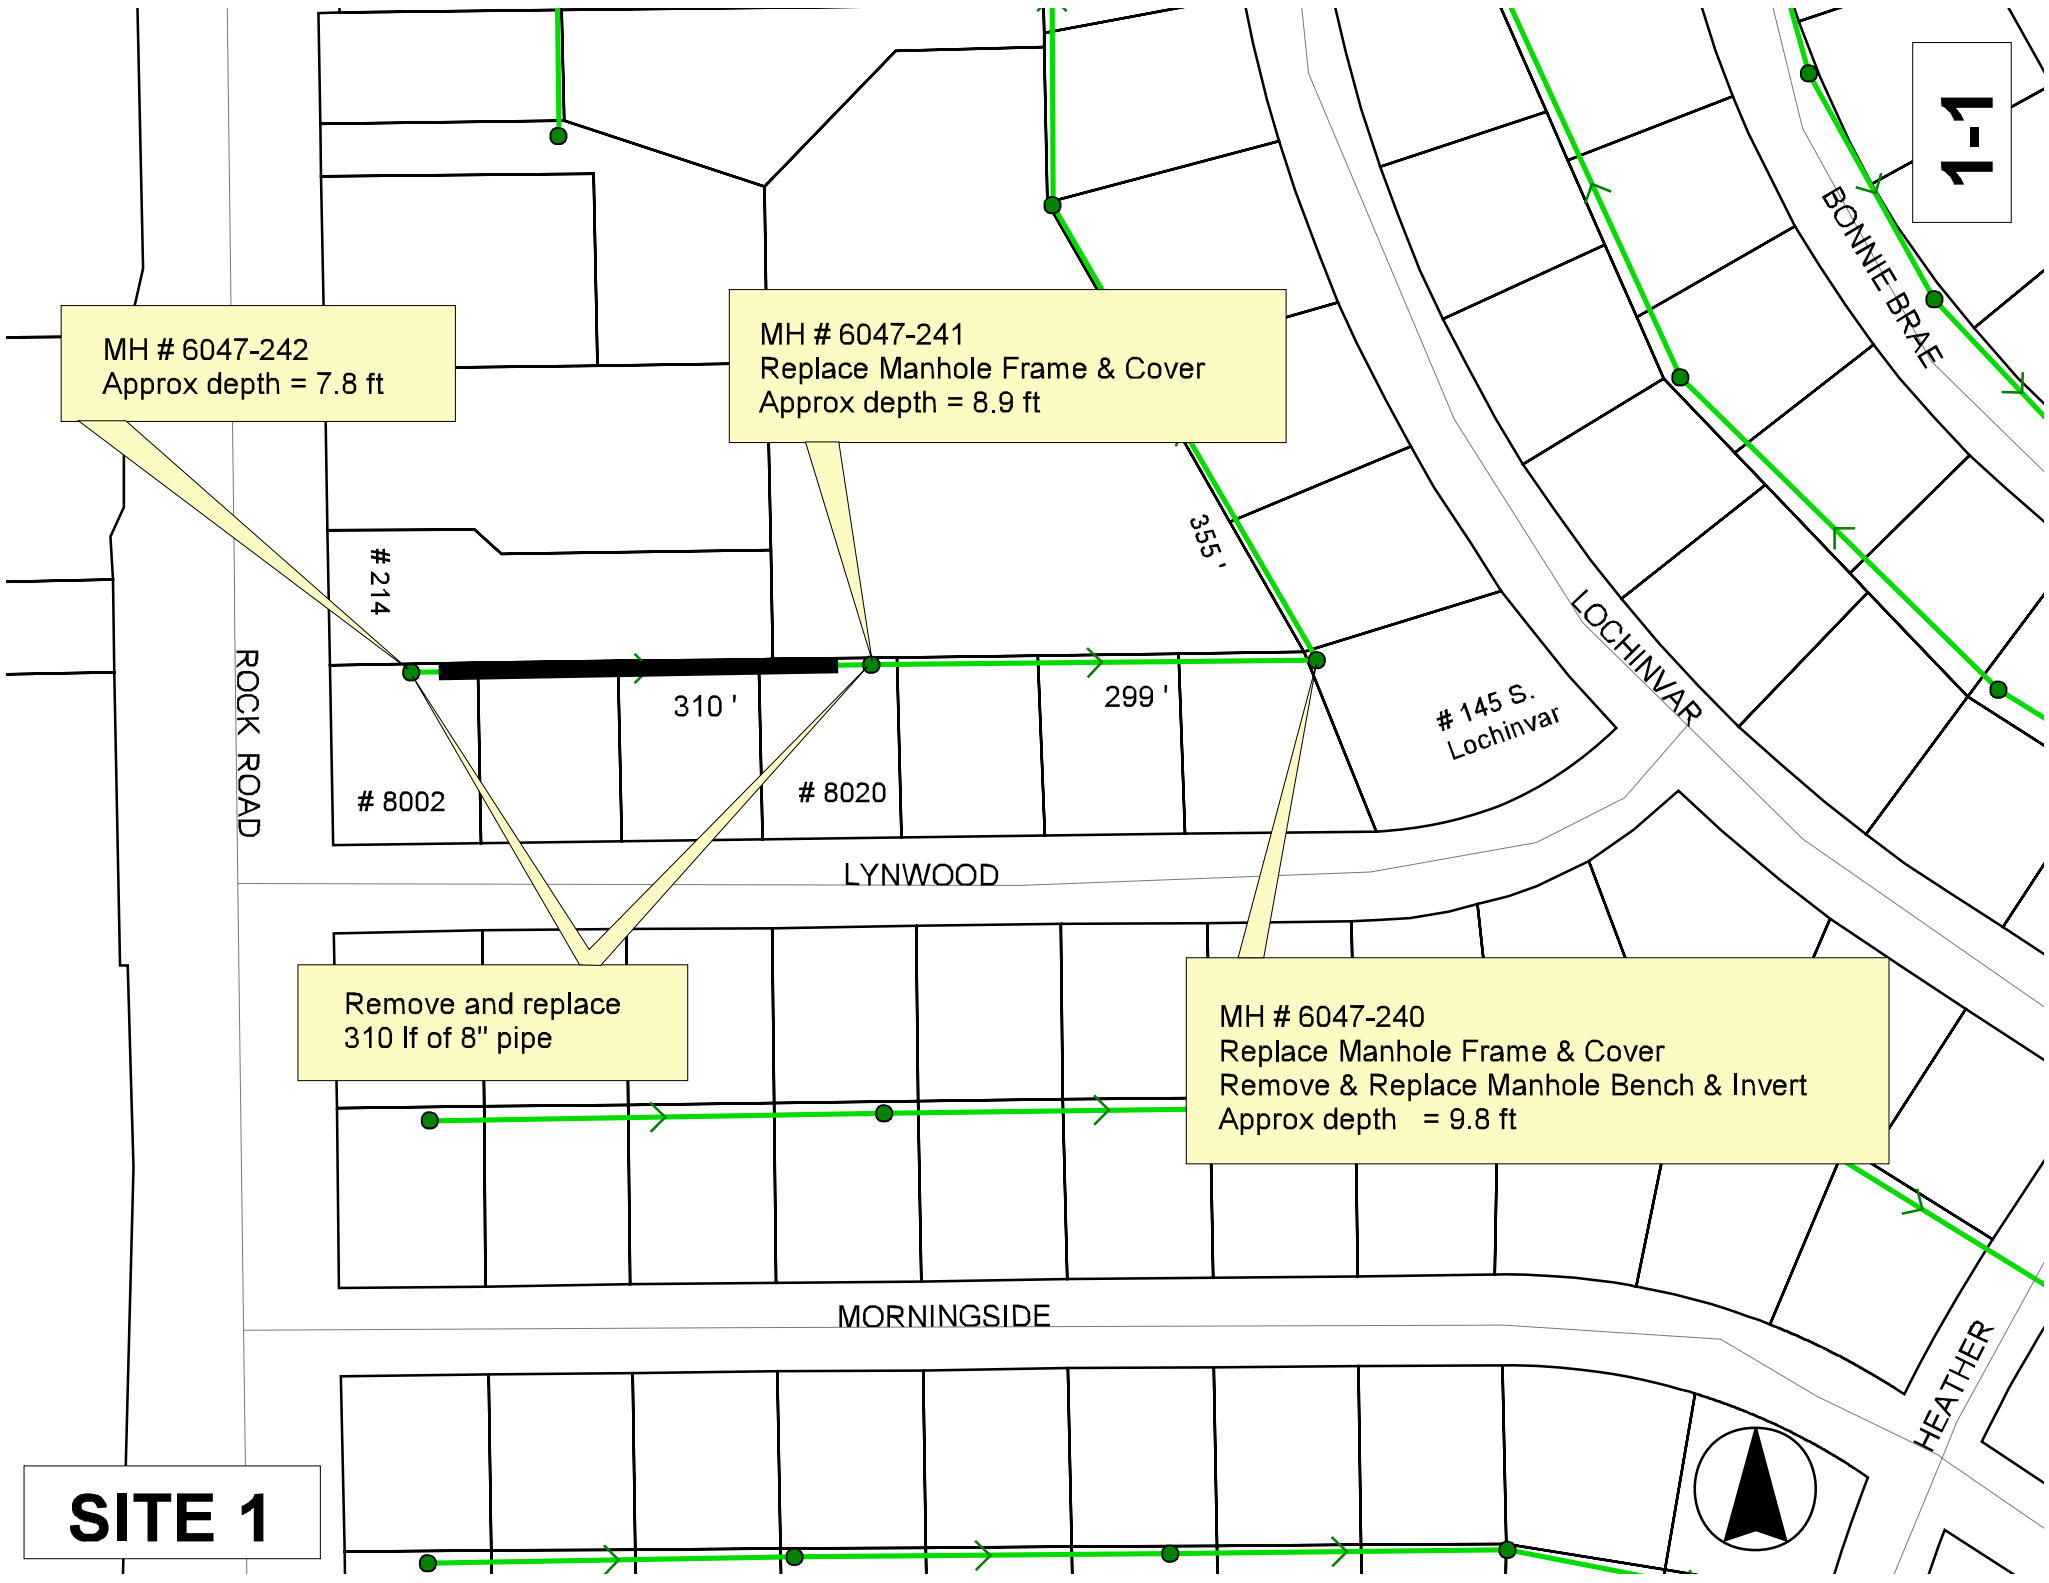 1-1
BONNIE BRAE
MH # 6047-242
Approx depth = 7.8 ft
MH # 6047-241
Replace Manhole Frame & Cover
Approx depth = 8.9 ft
# 214
355 '
LOCHINVAR
ROCK ROAD
310 '
299 '
# 145 S.
Lochinvar
# 8002
# 8020
LYNWOOD
Remove and replace
310 lf of 8" pipe
MH # 6047-240
Replace Manhole Frame & Cover
Remove & Replace Manhole Bench & Invert
Approx depth = 9.8 ft
MORNINGSIDE
HEATHER
SITE 1